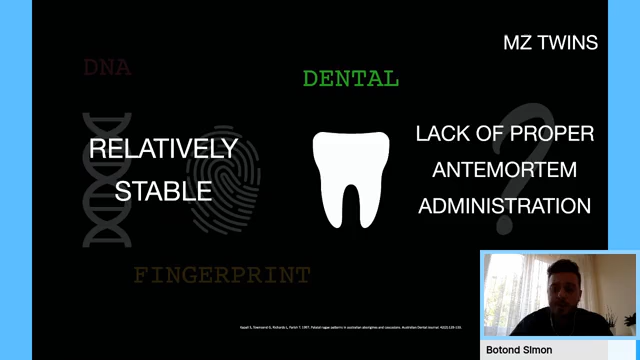 MZ TWINS
DNA
DENTAL
RELATIVELY
STABLE
LACK OF PROPER
ANTEMORTEM
ADMINISTRATION
?
FINGERPRINT
Botond Simon